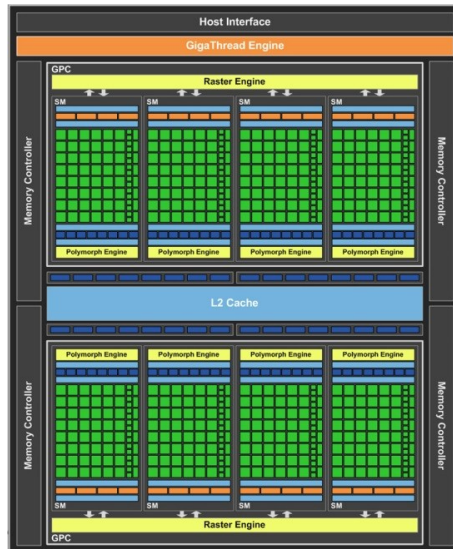 Host Interface
GigaThread Engine
GPC
Raster Engine
Memory Controller
Memory Controller
SM SM SM SM
Polymorph Engine Polymorph Engine Polymorph Engine Polymorph Engine
L2 Cache
Memory Controller
Memory Controller
Polymorph Engine Polymorph Engine Polymorph Engine Polymorph Engine
SM SM SM SM
Raster Engine
GPC